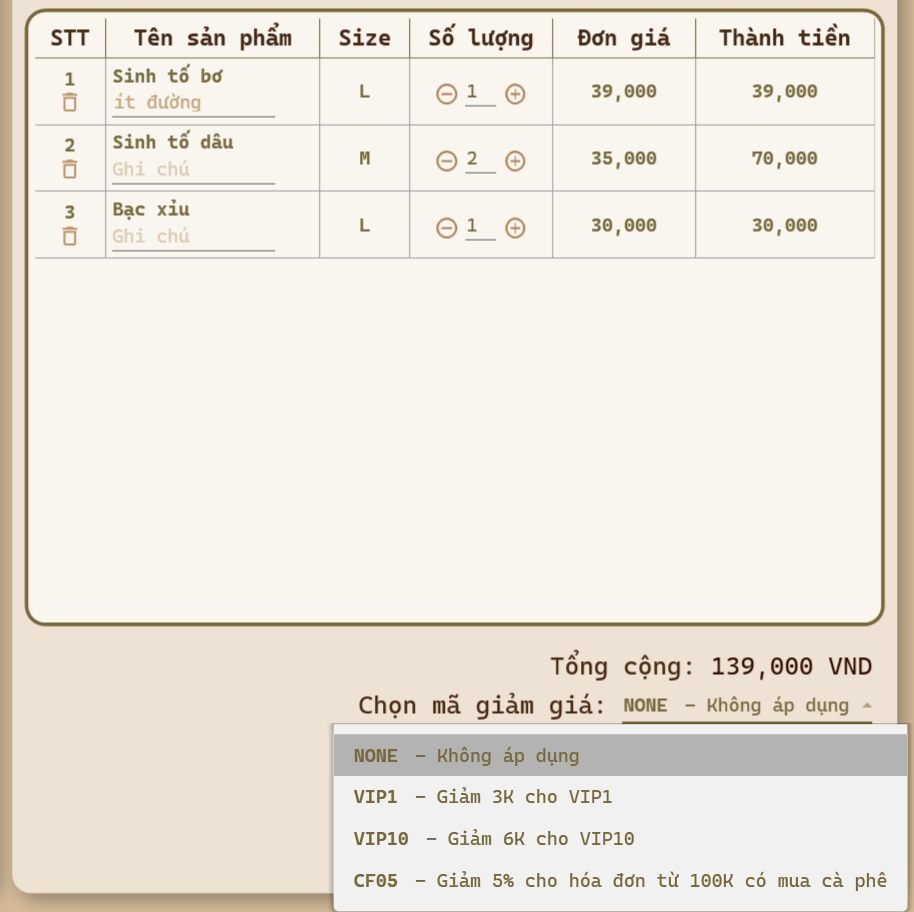 STT Tên sản phẩm Size Số lượng Đơn giá Thành tiền
1 Sinh tố bơ L 1 39,000 39,000
ít đường
2 Sinh tố dâu M 2 35,000 70,000
Ghi chú
3 Bạc xỉu L 1 30,000 30,000
Ghi chú
Tổng cộng: 139,000 VND
Chọn mã giảm giá: NONE – Không áp dụng
NONE – Không áp dụng
VIP1 – Giảm 3K cho VIP1
VIP10 – Giảm 6K cho VIP10
CF05 – Giảm 5% cho hóa đơn từ 100K có mua cà phê